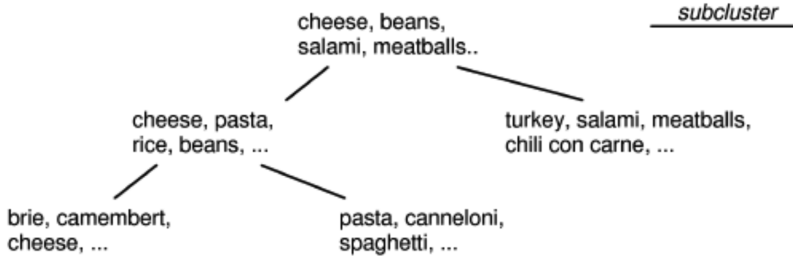 cheese, beans,
salami, meatballs..
subcluster
cheese, pasta,
rice, beans, ...
turkey, salami, meatballs,
chili con carne, ...
brie, camembert,
cheese, ...
pasta, canneloni,
spaghetti, ...